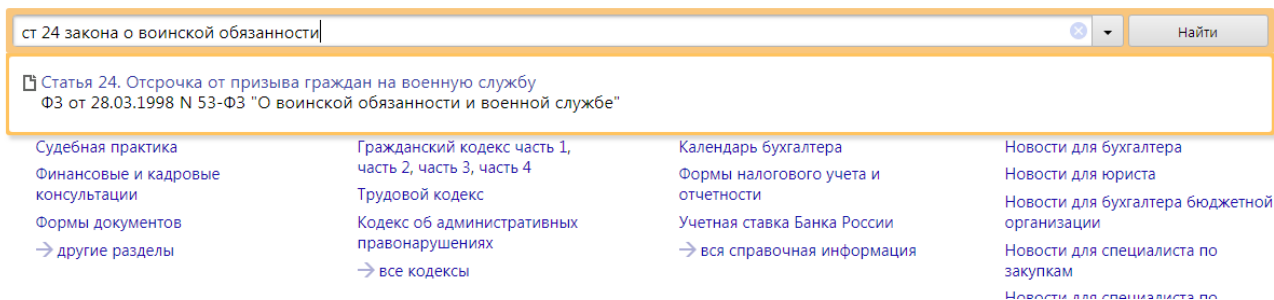 ст 24 закона о воинской обязанности
Найти
Статья 24. Отсрочка от призыва граждан на военную службу
ФЗ от 28.03.1998 N 53-ФЗ "О воинской обязанности и военной службе"
Судебная практика
Финансовые и кадровые
консультации
Формы документов
другие разделы
Гражданский кодекс часть 1,
часть 2, часть 3, часть 4
Трудовой кодекс
Кодекс об административных
правонарушениях
все кодексы
Календарь бухгалтера
Формы налогового учета и
отчетности
Учетная ставка Банка России
вся справочная информация
Новости для бухгалтера
Новости для юриста
Новости для бухгалтера бюджетной
организации
Новости для специалиста по
закупкам
Новости для специалиста по